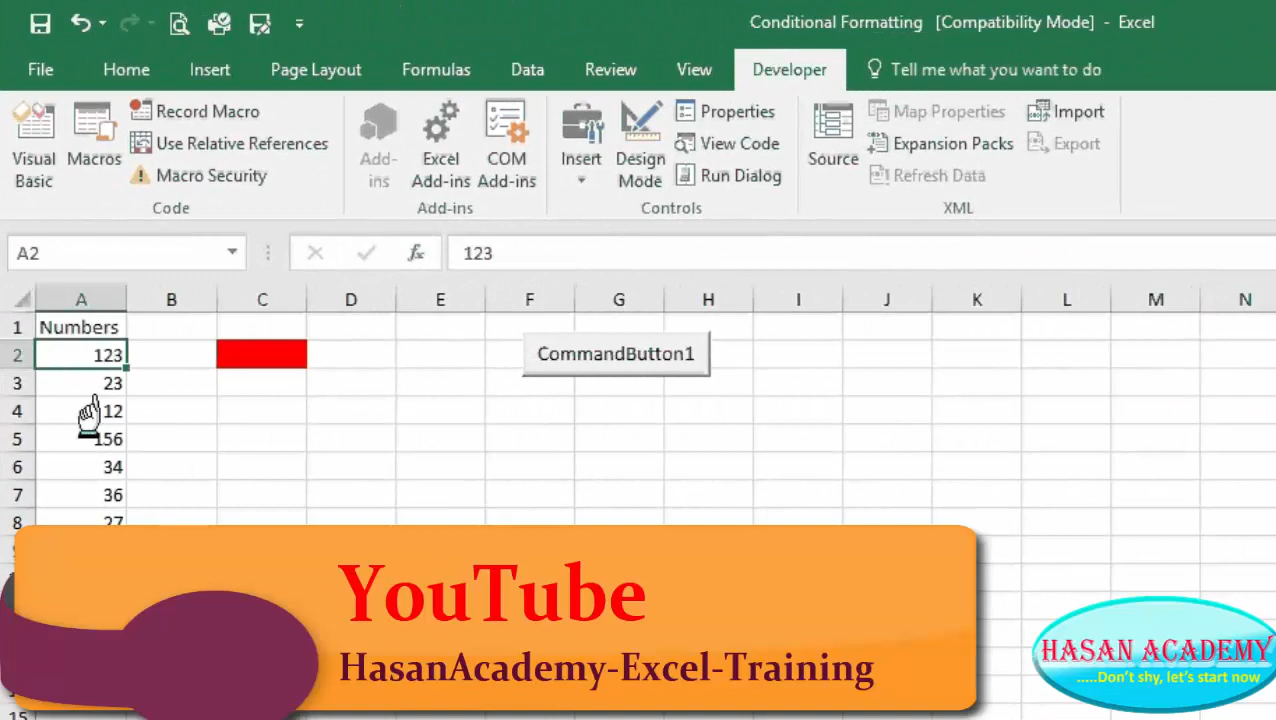 Conditional Formatting [Compatibility Mode] - Excel
File Home Insert Page Layout Formulas Data Review View Developer Tell me what you want to do
Visual Basic
Macros
Record Macro
Use Relative References
Macro Security
Code
Add-ins
Excel Add-ins
COM Add-ins
Add-ins
Insert
Design Mode
Properties
View Code
Run Dialog
Controls
Source
Map Properties
Expansion Packs
Refresh Data
Import
Export
XML
A2 fx 123
A B C D E F G H I J K L M N
1 Numbers
2 123 CommandButton1
3 23
4 12
5 156
6 34
7 36
8 27
YouTube
HasanAcademy-Excel-Training
HASAN ACADEMY
.....Don't shy, let's start now
15